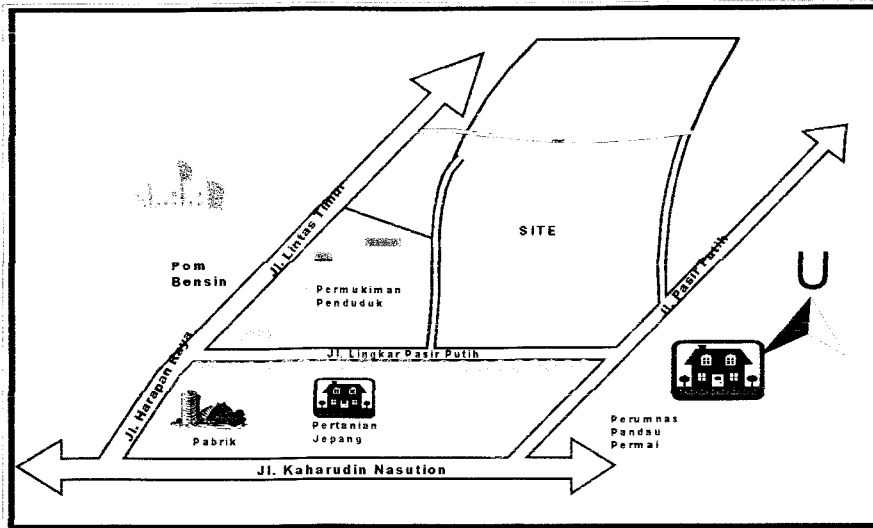 SITE
Jl. Lintas Timur
Pom
Bensin
Permukiman
Penduduk
Jl. Pasir Putih
U
Jl. Harapan Raya
Jl. Lingkar Pasir Putih
Pabrik
Pertanian
Jepang
Perumnas
Pandau
Permai
Jl. Kaharudin Nasution